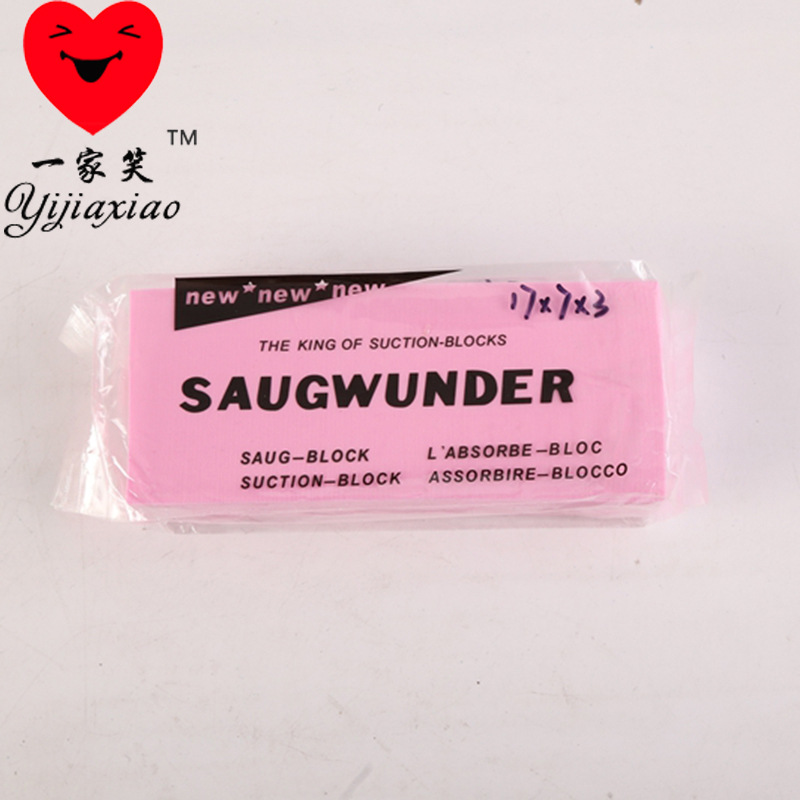 TM
一家笑
Yijiaxiao
new*new*new
17x7x3
THE KING OF SUCTION-BLOCKS
SAUGWUNDER
SAUG–BLOCK L'ABSORBE–BLOC
SUCTION–BLOCK ASSORBIRE–BLOCCO